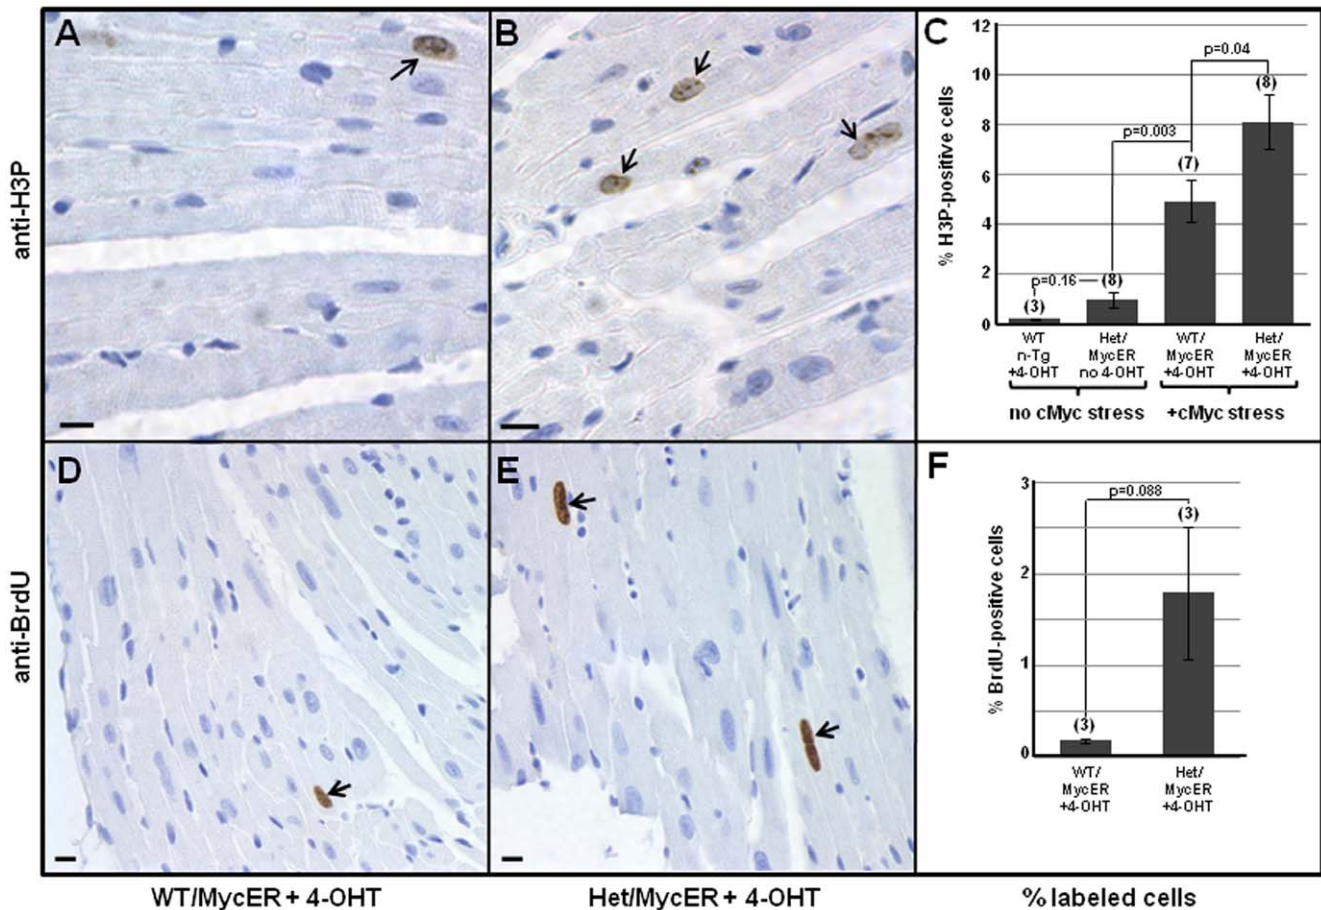 A
B
C
anti-H3P
% H3P-positive cells
12
10
8
6
4
2
0
p=0.04
(8)
p=0.003
(7)
p=0.16
(8)
(3)
WT n-Tg +4-OHT
Het/ MycER no 4-OHT
WT/ MycER +4-OHT
Het/ MycER +4-OHT
no cMyc stress
+cMyc stress
D
E
F
anti-BrdU
% BrdU-positive cells
3
2
1
0
p=0.088
(3)
(3)
WT/ MycER +4-OHT
Het/ MycER +4-OHT
WT/MycER + 4-OHT
Het/MycER + 4-OHT
% labeled cells